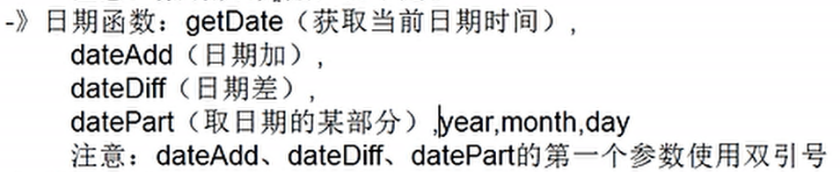 -》日期函数：getDate（获取当前日期时间）,
dateAdd（日期加）,
dateDiff（日期差）,
datePart（取日期的某部分）,year,month,day
注意：dateAdd、dateDiff、datePart的第一个参数使用双引号